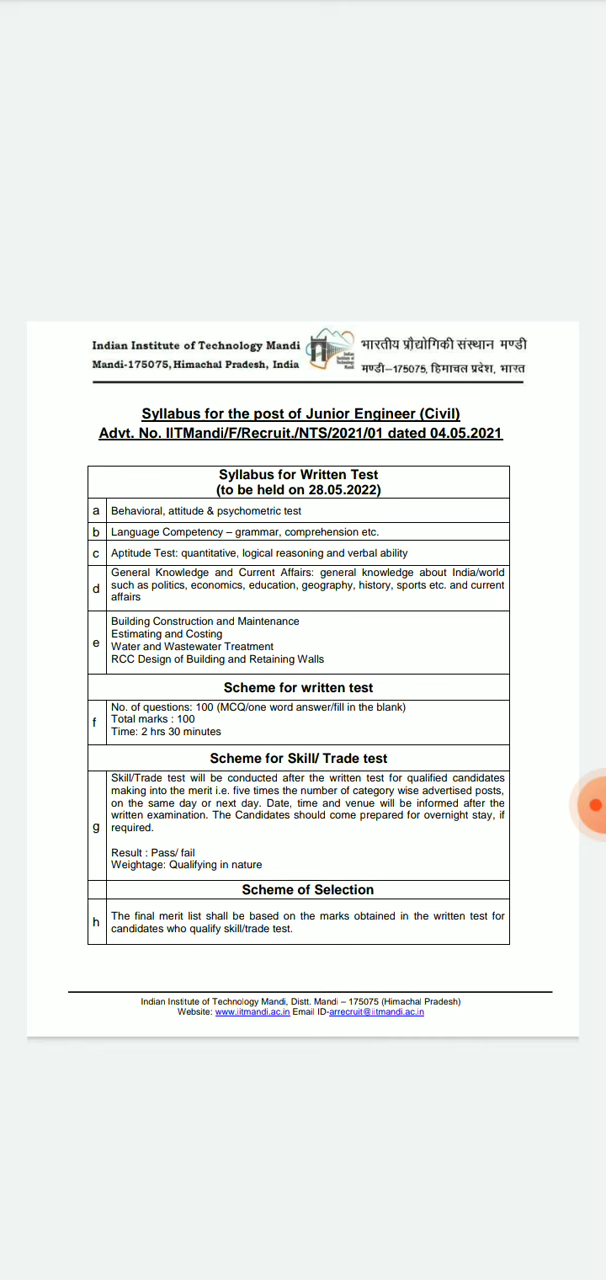 Indian Institute of Technology Mandi
Mandi-175075, Himachal Pradesh, India
भारतीय प्रौद्योगिकी संस्थान मण्डी
मण्डी–175075, हिमाचल प्रदेश, भारत
Syllabus for the post of Junior Engineer (Civil)
Advt. No. IITMandi/F/Recruit./NTS/2021/01 dated 04.05.2021
Syllabus for Written Test
(to be held on 28.05.2022)
a Behavioral, attitude & psychometric test
b Language Competency – grammar, comprehension etc.
c Aptitude Test: quantitative, logical reasoning and verbal ability
d General Knowledge and Current Affairs: general knowledge about India/world
such as politics, economics, education, geography, history, sports etc. and current
affairs
e Building Construction and Maintenance
Estimating and Costing
Water and Wastewater Treatment
RCC Design of Building and Retaining Walls
Scheme for written test
f No. of questions: 100 (MCQ/one word answer/fill in the blank)
Total marks : 100
Time: 2 hrs 30 minutes
Scheme for Skill/ Trade test
g Skill/Trade test will be conducted after the written test for qualified candidates
making into the merit i.e. five times the number of category wise advertised posts,
on the same day or next day. Date, time and venue will be informed after the
written examination. The Candidates should come prepared for overnight stay, if
required.
Result : Pass/ fail
Weightage: Qualifying in nature
Scheme of Selection
h The final merit list shall be based on the marks obtained in the written test for
candidates who qualify skill/trade test.
Indian Institute of Technology Mandi, Distt. Mandi – 175075 (Himachal Pradesh)
Website: www.iitmandi.ac.in Email ID-arrecruit@iitmandi.ac.in